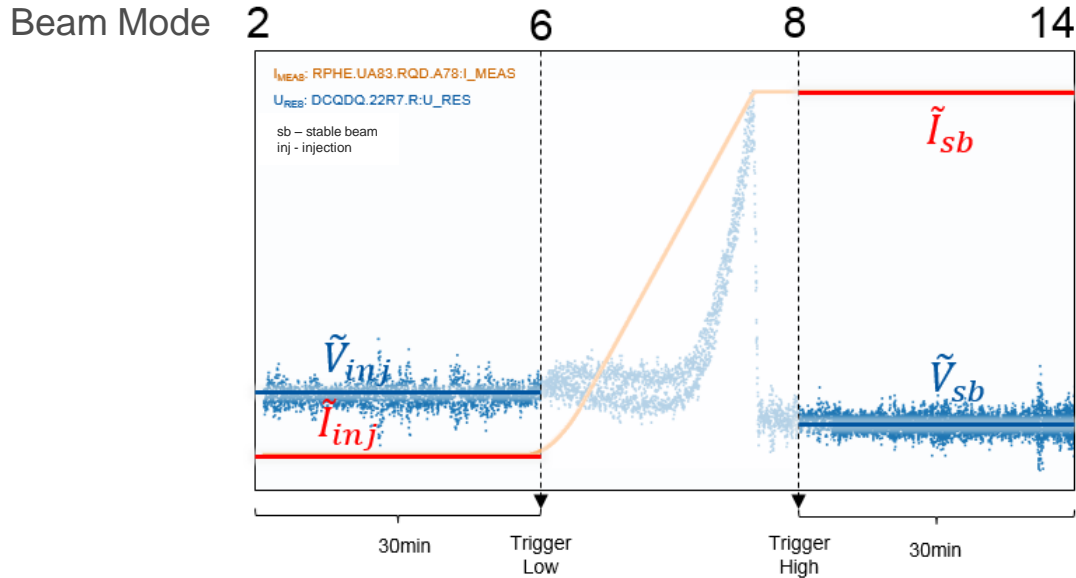 Beam Mode 2 6 8 14
I_MEAS: RPHE.UA83.RQD.A78:I_MEAS
U_RES: DCQDQ.22R7.R:U_RES
sb – stable beam
inj - injection
Ĩ_sb
Ṽ_inj
Ṽ_sb
Ĩ_inj
30min Trigger Low Trigger High 30min